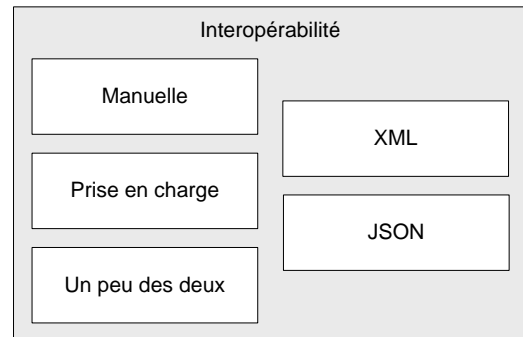 Interopérabilité
Manuelle
Prise en charge
Un peu des deux
XML
JSON